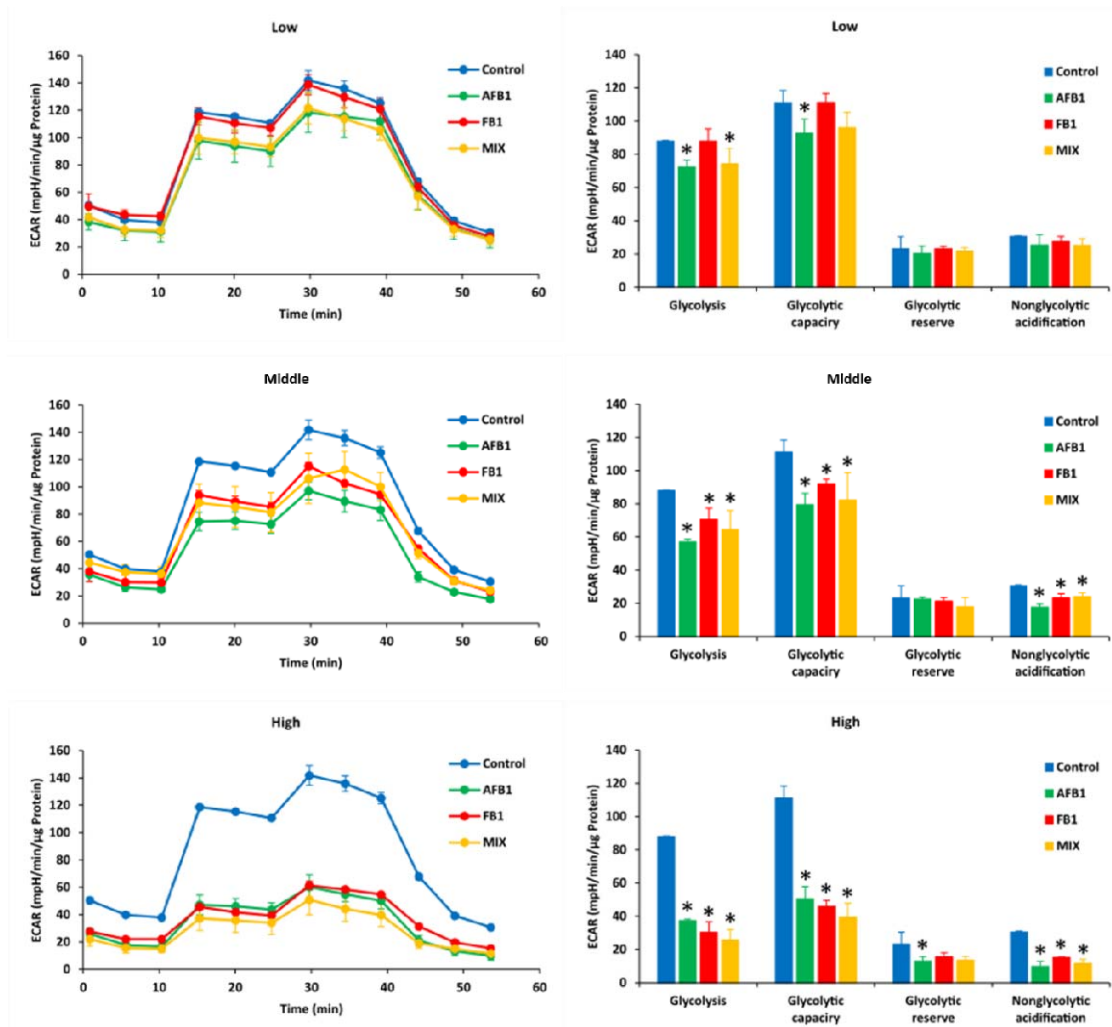 Low
ECAR (mpH/min/µg Protein)
160
140
120
100
80
60
40
20
0
0 10 20 30 40 50 60
Time (min)
Control
AFB1
FB1
MIX
Low
ECAR (mpH/min/µg Protein)
140
120
100
80
60
40
20
0
* * * 
Glycolysis Glycolytic Glycolytic Nonglycolytic
capaciry reserve acidification
Control
AFB1
FB1
MIX
Middle
ECAR (mpH/min/µg Protein)
160
140
120
100
80
60
40
20
0
0 10 20 30 40 50 60
Time (min)
Control
AFB1
FB1
MIX
Middle
ECAR (mpH/min/µg Protein)
140
120
100
80
60
40
20
0
* * * * * * * * *
Glycolysis Glycolytic Glycolytic Nonglycolytic
capaciry reserve acidification
Control
AFB1
FB1
MIX
High
ECAR (mpH/min/µg Protein)
160
140
120
100
80
60
40
20
0
0 10 20 30 40 50 60
Time (min)
Control
AFB1
FB1
MIX
High
ECAR (mpH/min/µg Protein)
140
120
100
80
60
40
20
0
* * * * * * * * * *
Glycolysis Glycolytic Glycolytic Nonglycolytic
capaciry reserve acidification
Control
AFB1
FB1
MIX